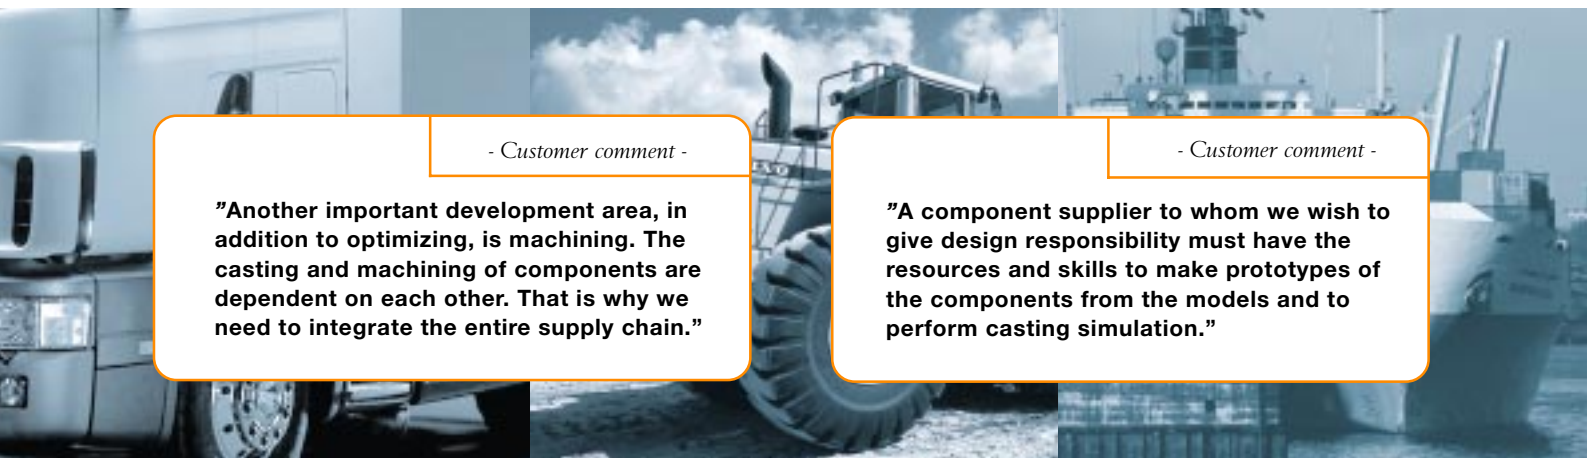 - Customer comment -
”Another important development area, in
addition to optimizing, is machining. The
casting and machining of components are
dependent on each other. That is why we
need to integrate the entire supply chain.”
- Customer comment -
”A component supplier to whom we wish to
give design responsibility must have the
resources and skills to make prototypes of
the components from the models and to
perform casting simulation.”